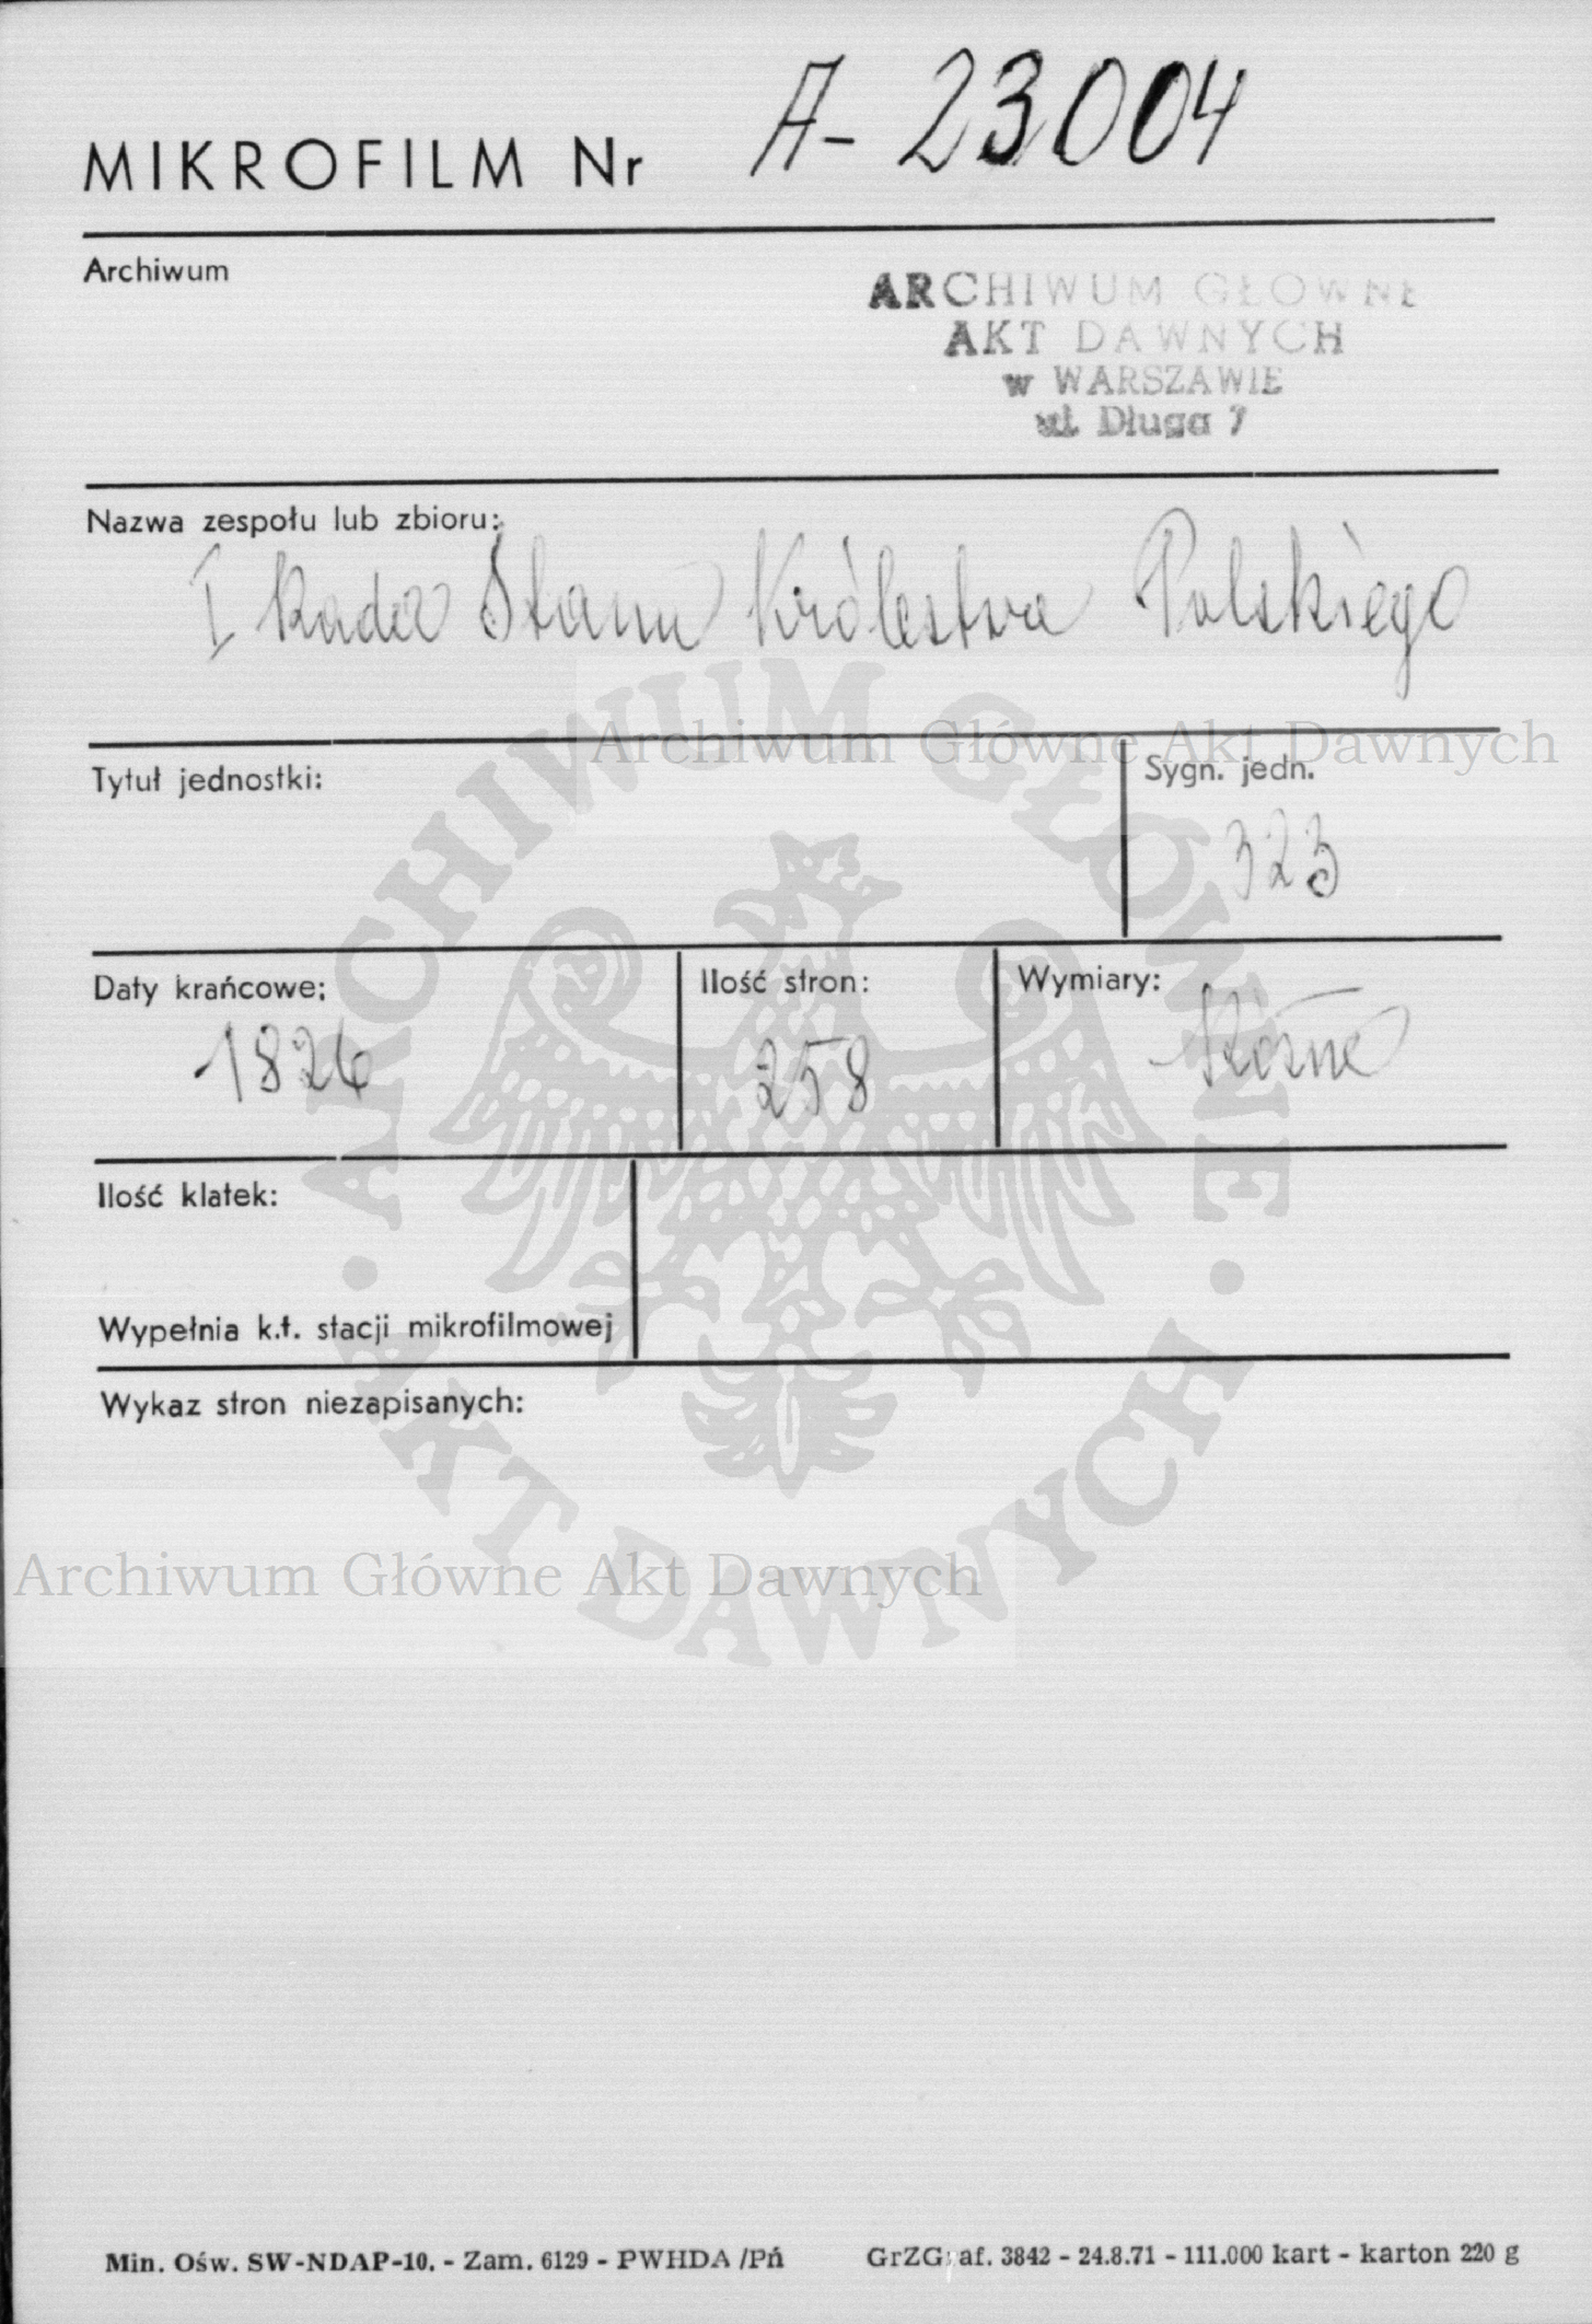 MIKROFILM Nr A-23004
Archiwum
ARCHIWUM GŁÓWNE
AKT DAWNYCH
w WARSZAWIE
ul. Długa 7
Nazwa zespołu lub zbioru:
I Rada Stanu Królestwa Polskiego
Archiwum Główne Akt Dawnych
Tytuł jednostki:
Sygn. jedn.
323
Daty krańcowe:
1826
Ilość stron:
258
Wymiary:
Różne
Ilość klatek:
Wypełnia k.t. stacji mikrofilmowej
Wykaz stron niezapisanych:
ARCHIWUM GŁÓWNE
AKT DAWNYCH
Archiwum Główne Akt Dawnych
Min. Ośw. SW-NDAP-10. - Zam. 6129 - PWHDA /Pń
GrZGraf. 3842 - 24.8.71 - 111.000 kart - karton 220 g